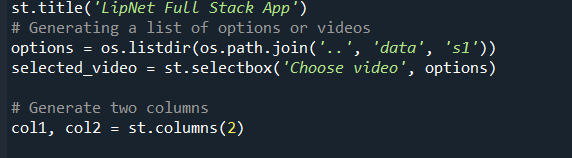 st.title('LipNet Full Stack App')
# Generating a list of options or videos
options = os.listdir(os.path.join('..', 'data', 's1'))
selected_video = st.selectbox('Choose video', options)
# Generate two columns
col1, col2 = st.columns(2)